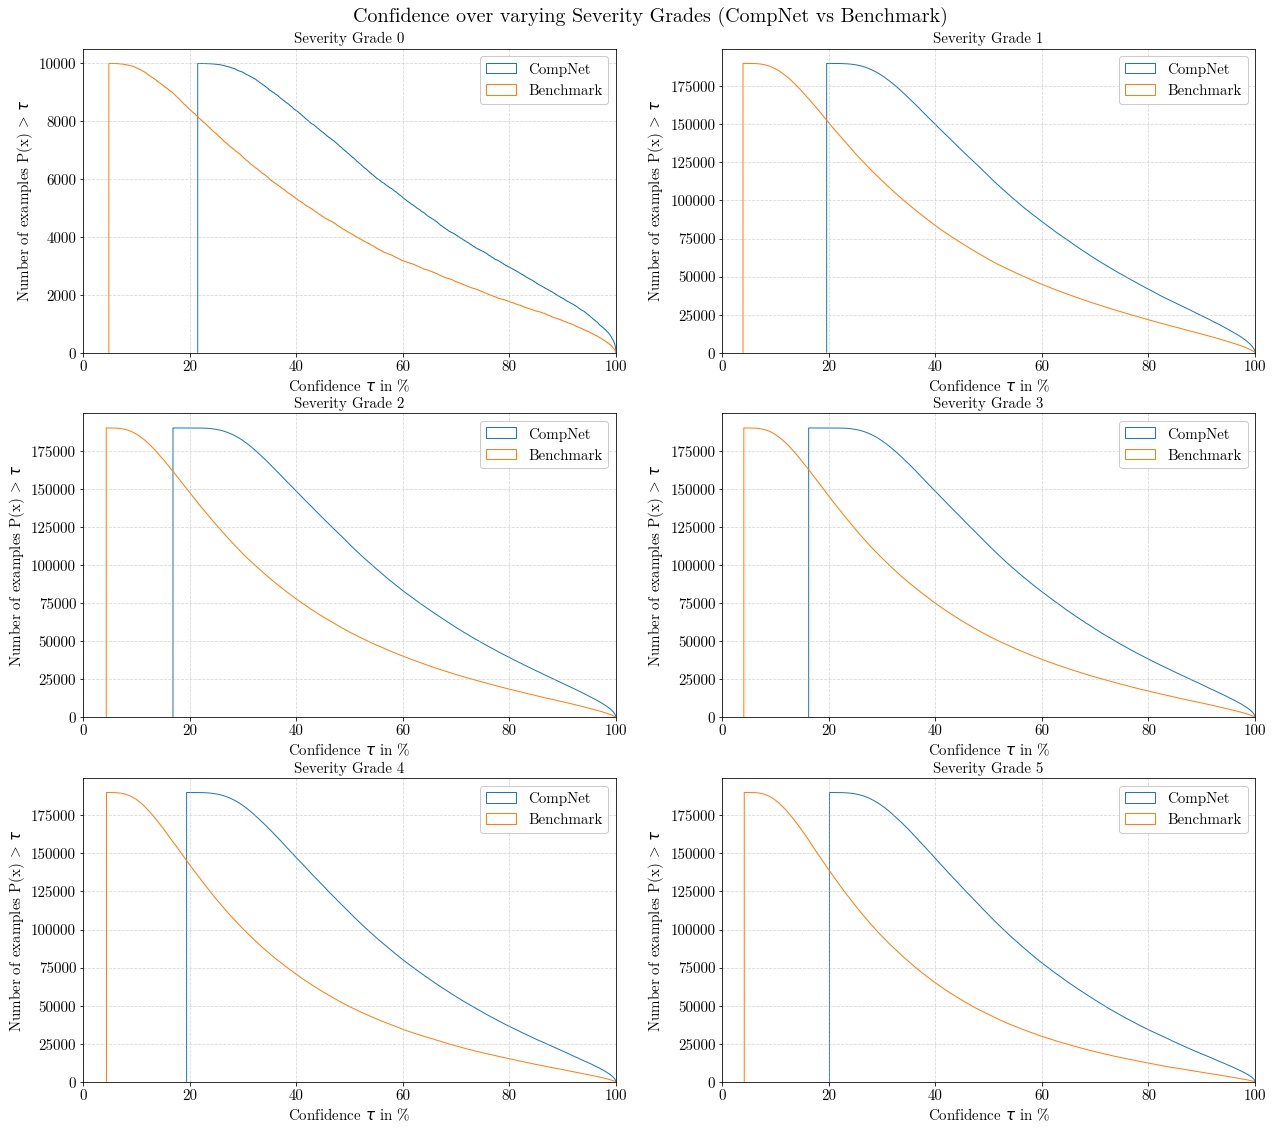 Confidence over varying Severity Grades (CompNet vs Benchmark)
Severity Grade 0
Number of examples P(x) > τ
10000
8000
6000
4000
2000
0
0 20 40 60 80 100
Confidence τ in %
CompNet
Benchmark
Severity Grade 1
Number of examples P(x) > τ
175000
150000
125000
100000
75000
50000
25000
0
0 20 40 60 80 100
Confidence τ in %
CompNet
Benchmark
Severity Grade 2
Number of examples P(x) > τ
175000
150000
125000
100000
75000
50000
25000
0
0 20 40 60 80 100
Confidence τ in %
CompNet
Benchmark
Severity Grade 3
Number of examples P(x) > τ
175000
150000
125000
100000
75000
50000
25000
0
0 20 40 60 80 100
Confidence τ in %
CompNet
Benchmark
Severity Grade 4
Number of examples P(x) > τ
175000
150000
125000
100000
75000
50000
25000
0
0 20 40 60 80 100
Confidence τ in %
CompNet
Benchmark
Severity Grade 5
Number of examples P(x) > τ
175000
150000
125000
100000
75000
50000
25000
0
0 20 40 60 80 100
Confidence τ in %
CompNet
Benchmark